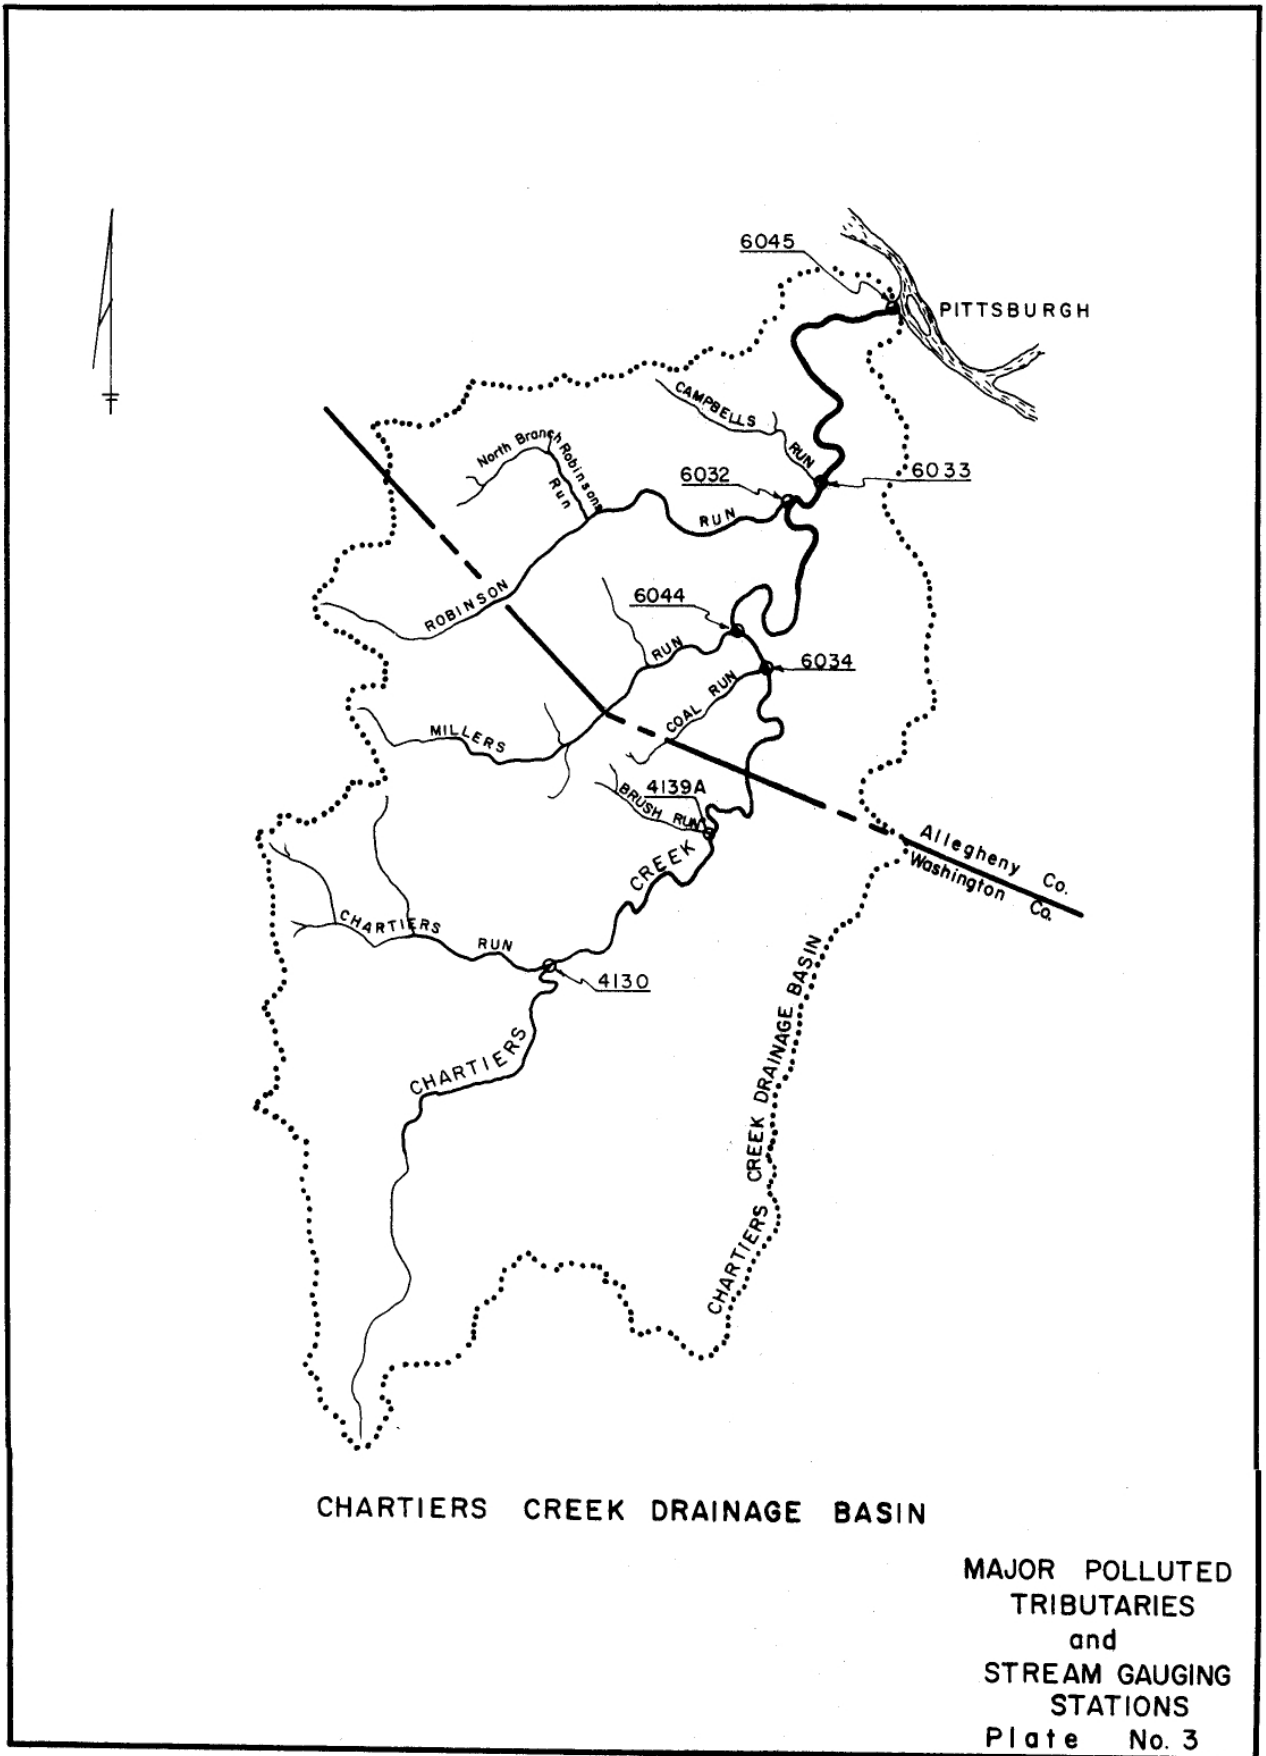 6045
PITTSBURGH
CAMPBELLS RUN
North Branch Robinsons Run
6032
6033
ROBINSON RUN
6044
6034
MILLERS RUN
COAL RUN
4139A
BRUSH RUN
Allegheny Co.
Washington Co.
CHARTIERS RUN
4130
CHARTIERS CREEK
CHARTIERS CREEK DRAINAGE BASIN
CHARTIERS CREEK DRAINAGE BASIN
MAJOR POLLUTED
TRIBUTARIES
and
STREAM GAUGING
STATIONS
Plate No. 3